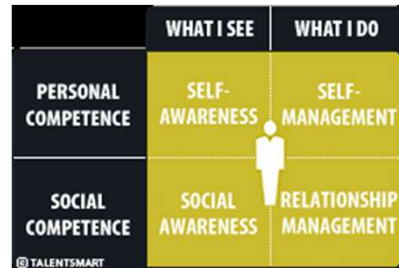 WHAT I SEE WHAT I DO
PERSONAL COMPETENCE SELF-AWARENESS SELF-MANAGEMENT
SOCIAL COMPETENCE SOCIAL AWARENESS RELATIONSHIP MANAGEMENT
© TALENTSMART